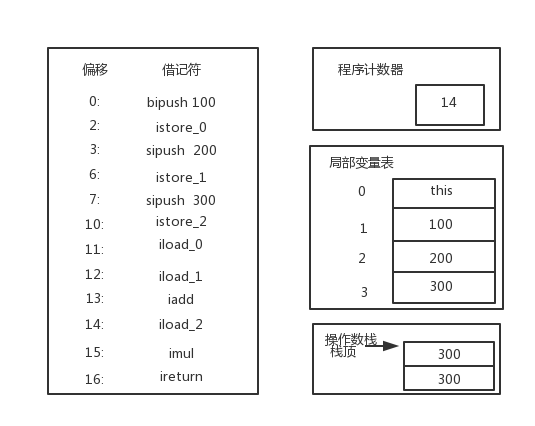 偏移 借记符
0: bipush 100
2: istore_0
3: sipush 200
6: istore_1
7: sipush 300
10: istore_2
11: iload_0
12: iload_1
13: iadd
14: iload_2
15: imul
16: ireturn
程序计数器
14
局部变量表
0 this
1 100
2 200
3 300
操作数栈
栈顶
300
300